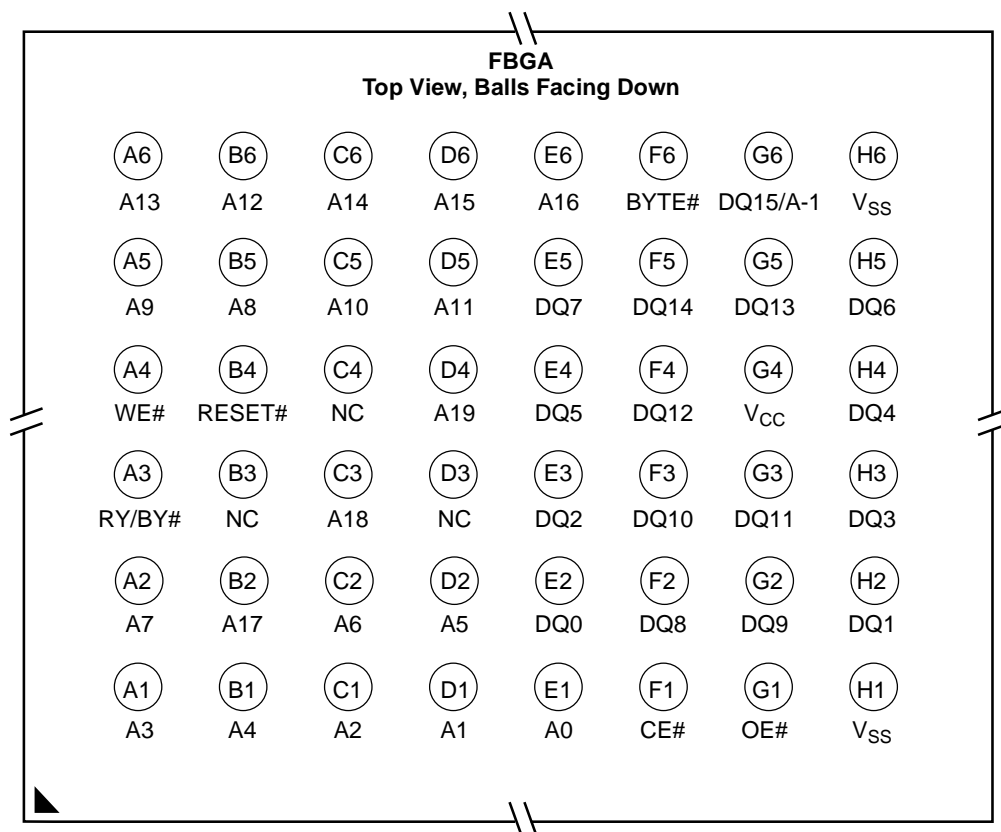 FBGA
Top View, Balls Facing Down
A6 B6 C6 D6 E6 F6 G6 H6
A13 A12 A14 A15 A16 BYTE# DQ15/A-1 VSS
A5 B5 C5 D5 E5 F5 G5 H5
A9 A8 A10 A11 DQ7 DQ14 DQ13 DQ6
A4 B4 C4 D4 E4 F4 G4 H4
WE# RESET# NC A19 DQ5 DQ12 VCC DQ4
A3 B3 C3 D3 E3 F3 G3 H3
RY/BY# NC A18 NC DQ2 DQ10 DQ11 DQ3
A2 B2 C2 D2 E2 F2 G2 H2
A7 A17 A6 A5 DQ0 DQ8 DQ9 DQ1
A1 B1 C1 D1 E1 F1 G1 H1
A3 A4 A2 A1 A0 CE# OE# VSS